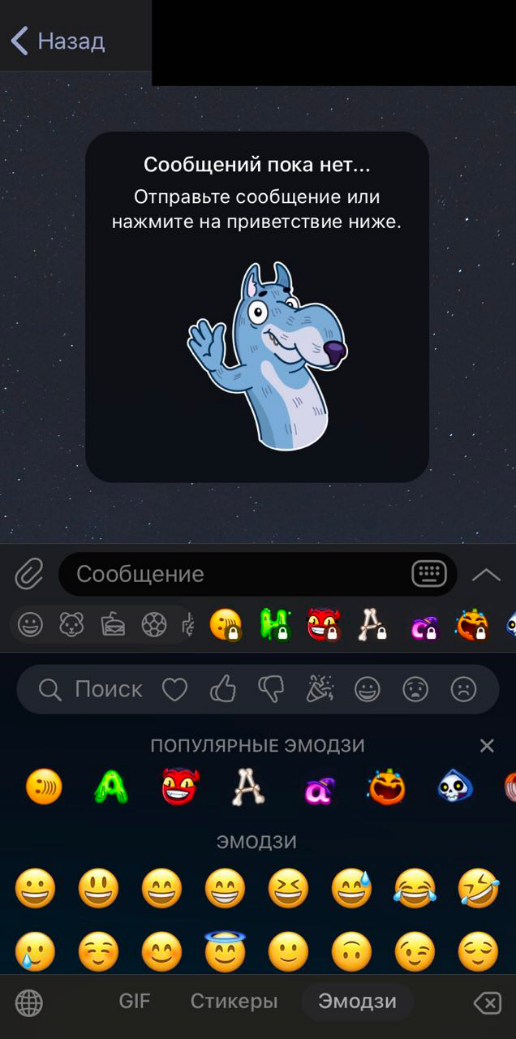 Назад
Сообщений пока нет...
Отправьте сообщение или
нажмите на приветствие ниже.
Сообщение
Поиск
ПОПУЛЯРНЫЕ ЭМОДЗИ
ЭМОДЗИ
GIF Стикеры Эмодзи